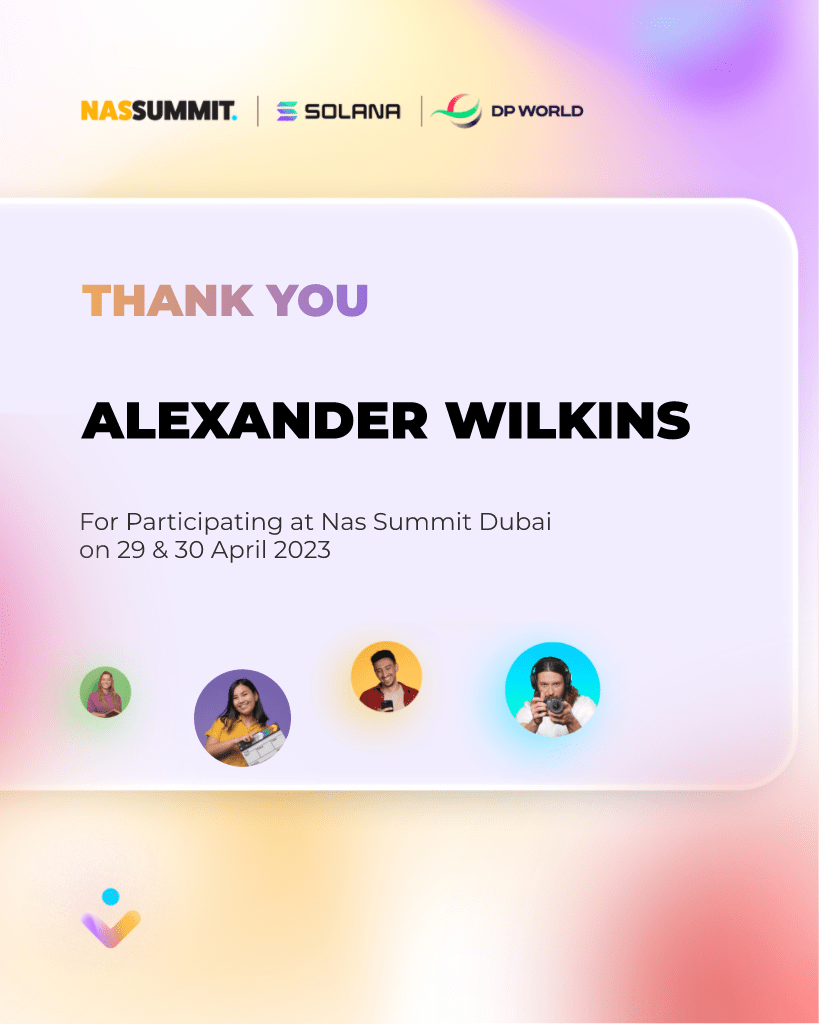 NASSUMMIT. | SOLANA | DP WORLD
THANK YOU
ALEXANDER WILKINS
For Participating at Nas Summit Dubai
on 29 & 30 April 2023